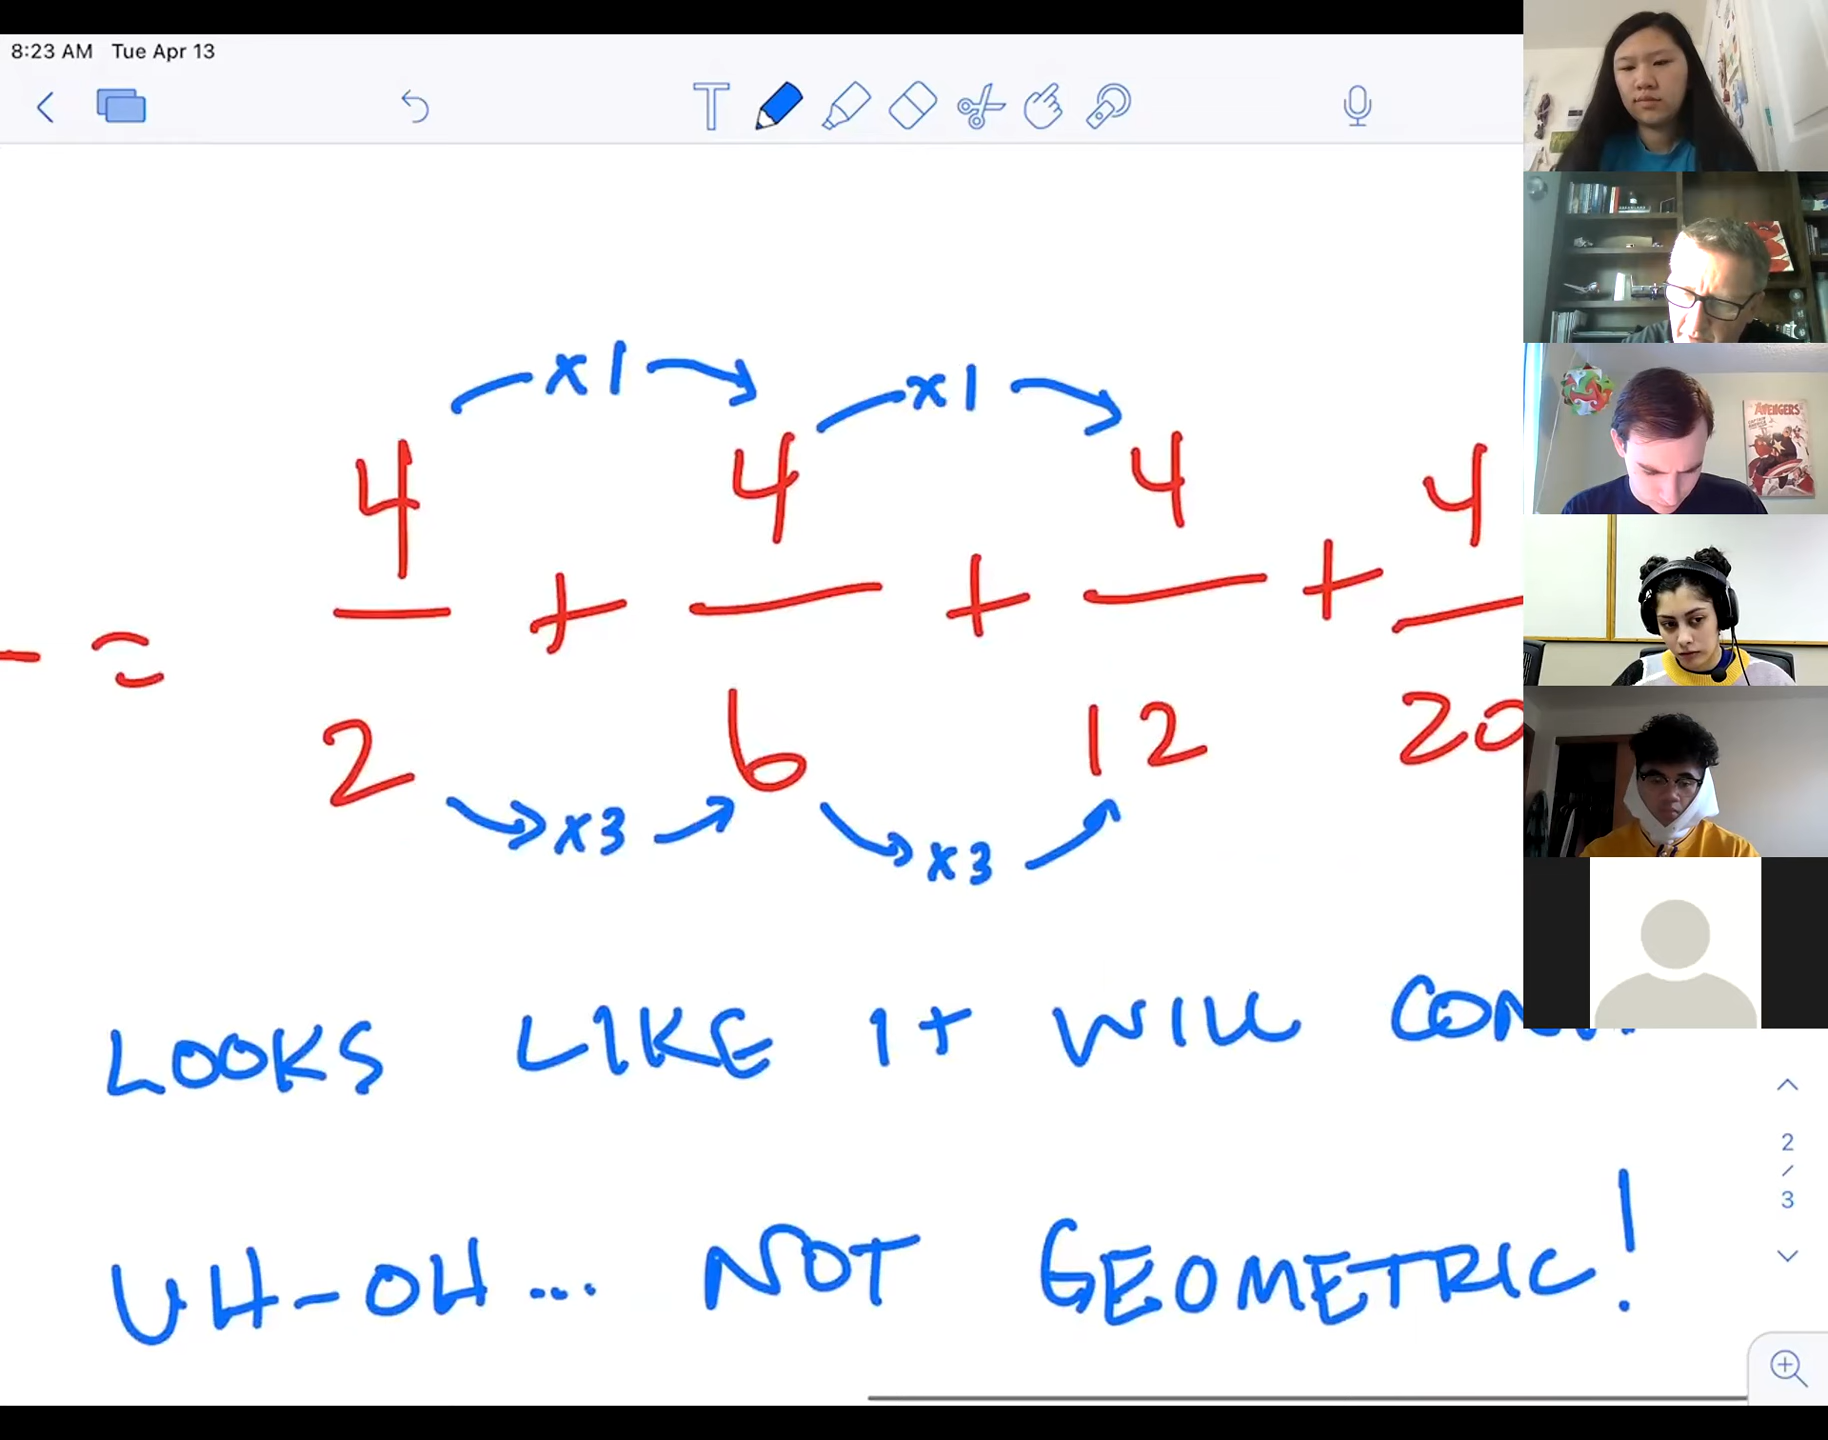 8:23 AM Tue Apr 13
T
x1 x1
4 4 4 4
= + + +
2 6 12 20
x3 x3
LOOKS LIKE IT WILL
UH-OH... NOT GEOMETRIC!
2
/
3
AVENGERS